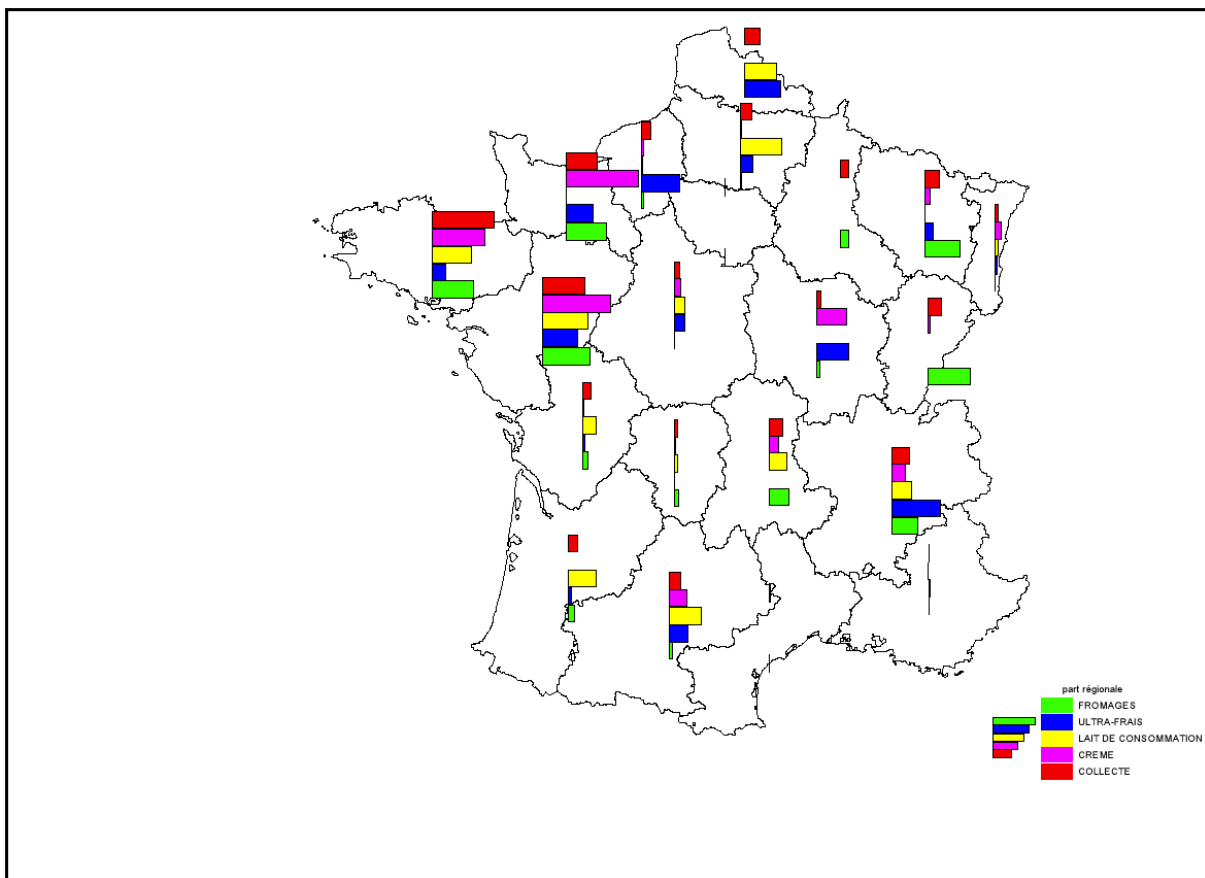 part régionale
FROMAGES
ULTRA-FRAIS
LAIT DE CONSOMMATION
CREME
COLLECTE